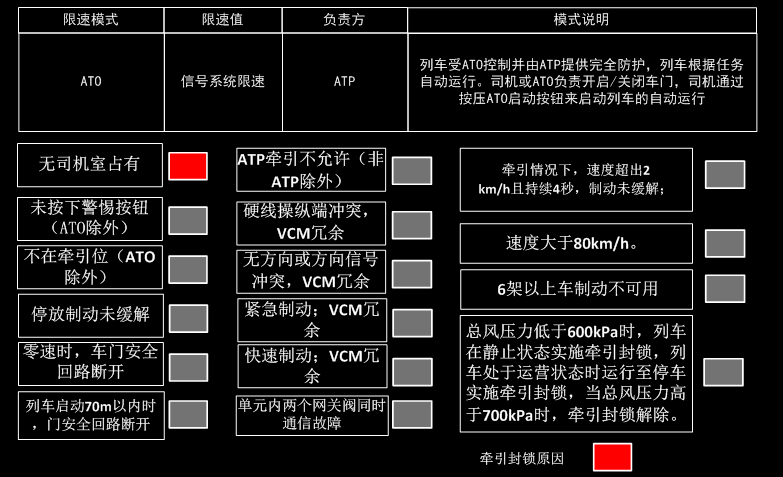 限速模式 限速值 负责方 模式说明
ATO 信号系统限速 ATP 列车受ATO控制并由ATP提供完全防护, 列车根据任务
自动运行。司机或ATO负责开启/关闭车门, 司机通过
按压ATO启动按钮来启动列车的自动运行
无司机室占有
未按下警惕按钮
（ATO除外）
不在牵引位（ATO
除外）
停放制动未缓解
零速时，车门安全
回路断开
列车启动70m以内时
，门安全回路断开
ATP牵引不允许（非
ATP除外）
硬线操纵端冲突，
VCM冗余
无方向或方向信号
冲突，VCM冗余
紧急制动；VCM冗
余
快速制动；VCM冗
余
单元内两个网关阀同时
通信故障
牵引情况下，速度超出2
km/h且持续4秒，制动未缓解；
速度大于80km/h。
6架以上车制动不可用
总风压力低于600kPa时，列车
在静止状态实施牵引封锁，列
车处于运营状态时运行至停车
实施牵引封锁，当总风压力高
于700kPa时，牵引封锁解除。
牵引封锁原因